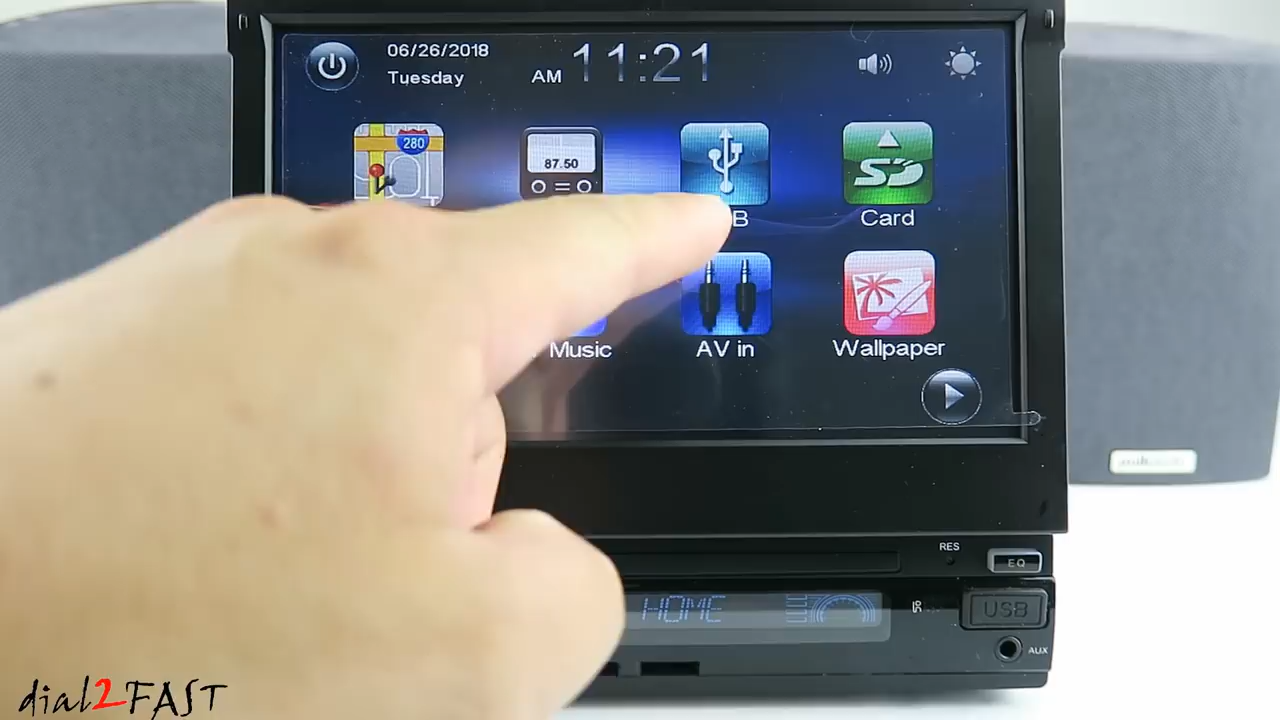 06/26/2018
Tuesday
AM 11:21
280
87.50
B
Card
Music
AV in
Wallpaper
RES
EQ
HOME
USB
AUX
dial2FAST